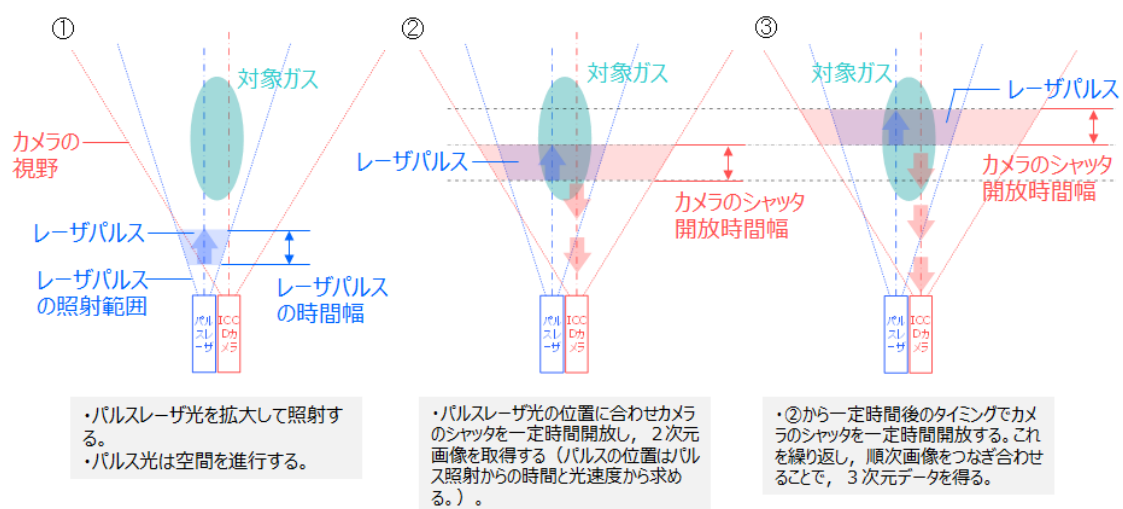 ①
対象ガス
カメラの
視野
レーザパルス
レーザパルス
の照射範囲
レーザパルス
の時間幅
パル
スレ
ーザ
ICC
Dカ
メラ
・パルスレーザ光を拡大して照射す
る。
・パルス光は空間を進行する。
②
対象ガス
レーザパルス
カメラのシャッタ
開放時間幅
パル
スレ
ーザ
ICC
Dカ
メラ
・パルスレーザ光の位置に合わせカメラ
のシャッタを一定時間開放し，２次元
画像を取得する（パルスの位置はパル
ス照射からの時間と光速度から求め
る。）。
③
対象ガス
レーザパルス
カメラのシャッタ
開放時間幅
パル
スレ
ーザ
ICC
Dカ
メラ
・②から一定時間後のタイミングでカメ
ラのシャッタを一定時間開放する。これ
を繰り返し，順次画像をつなぎ合わせ
ることで，３次元データを得る。